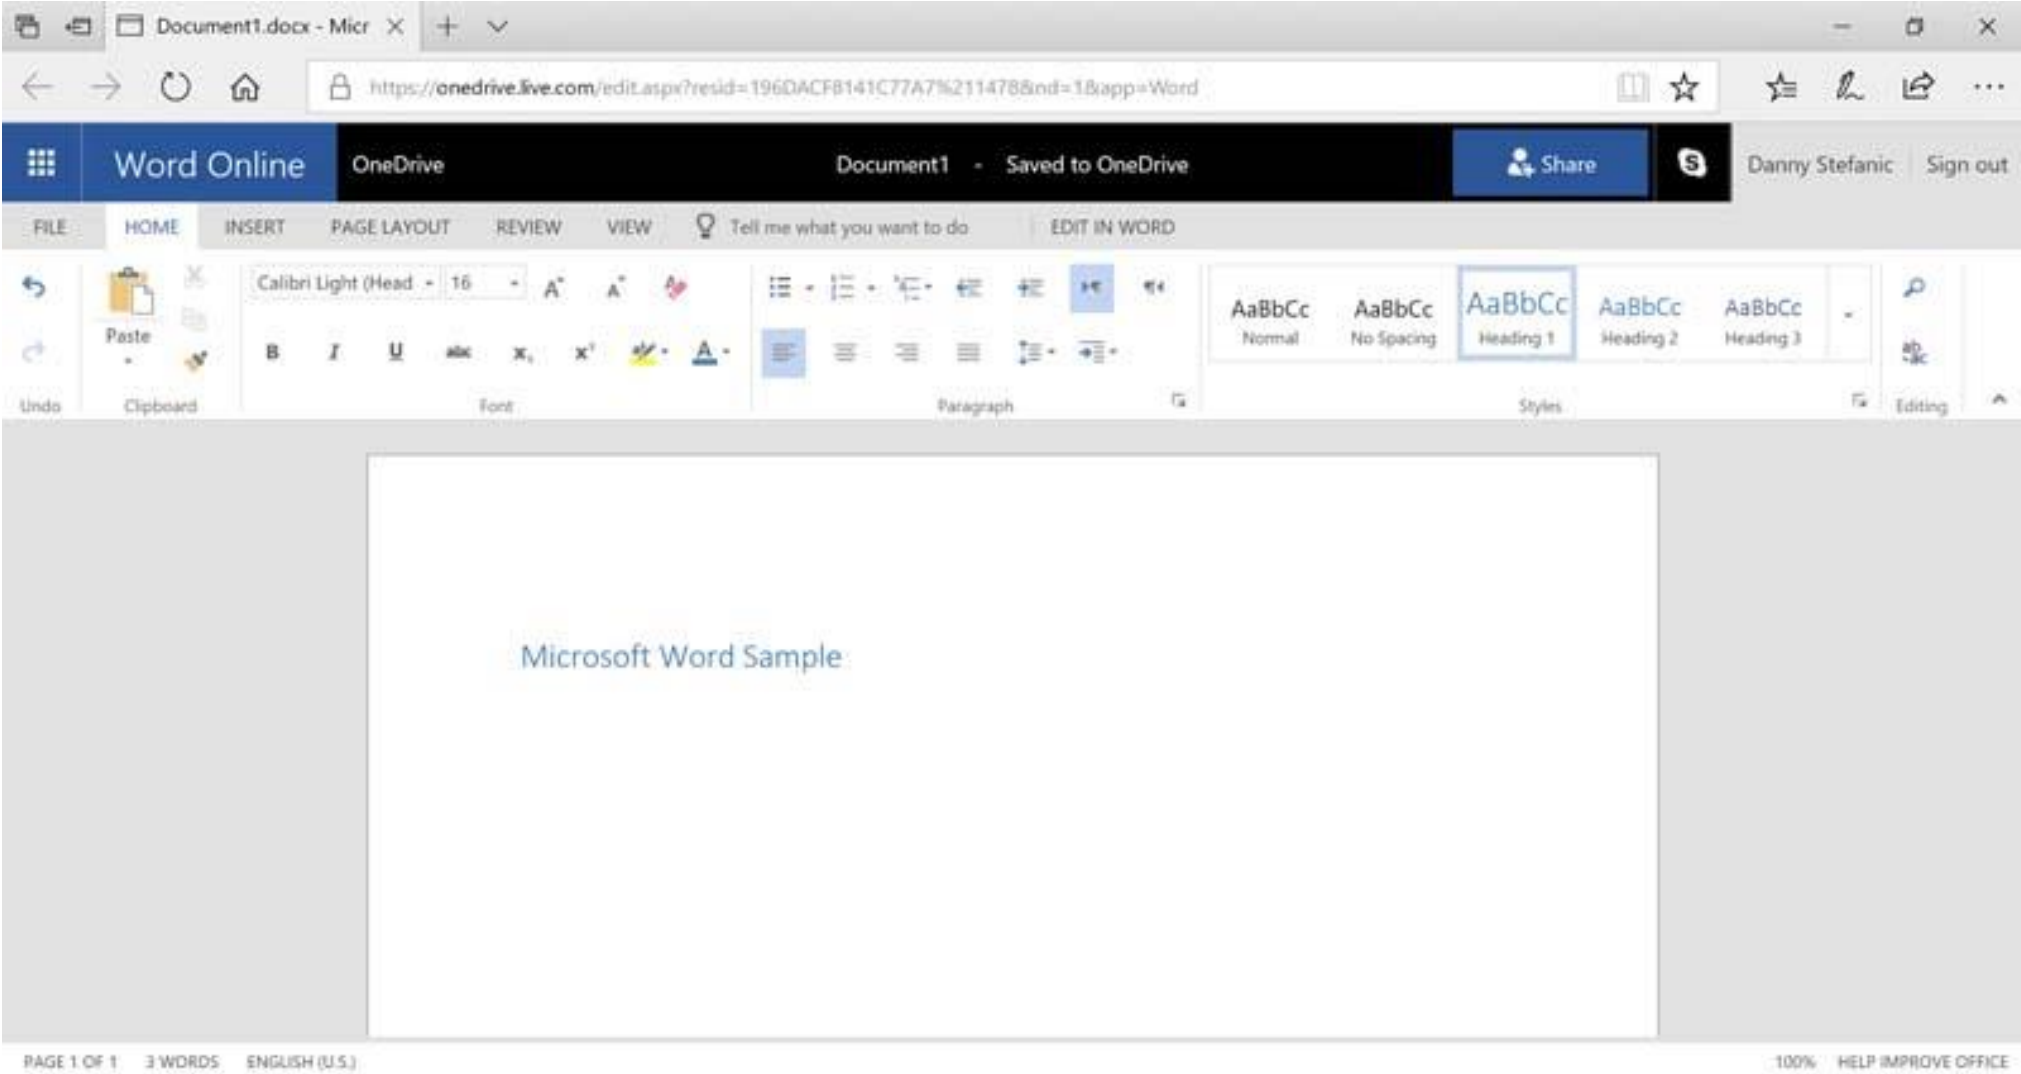 Document1.docx - Micr
https://onedrive.live.com/edit.aspx?resid=196DACF8141C77A7%211478&nd=1&app=Word
Word Online OneDrive Document1 - Saved to OneDrive Share Danny Stefanic Sign out
FILE HOME INSERT PAGE LAYOUT REVIEW VIEW Tell me what you want to do EDIT IN WORD
Calibri Light (Head 16
Paste
B I U abc x₂ x² ab A
AaBbCc AaBbCc AaBbCc AaBbCc AaBbCc
Normal No Spacing Heading 1 Heading 2 Heading 3
Undo Clipboard Font Paragraph Styles Editing
Microsoft Word Sample
PAGE 1 OF 1 3 WORDS ENGLISH (U.S.) 100% HELP IMPROVE OFFICE